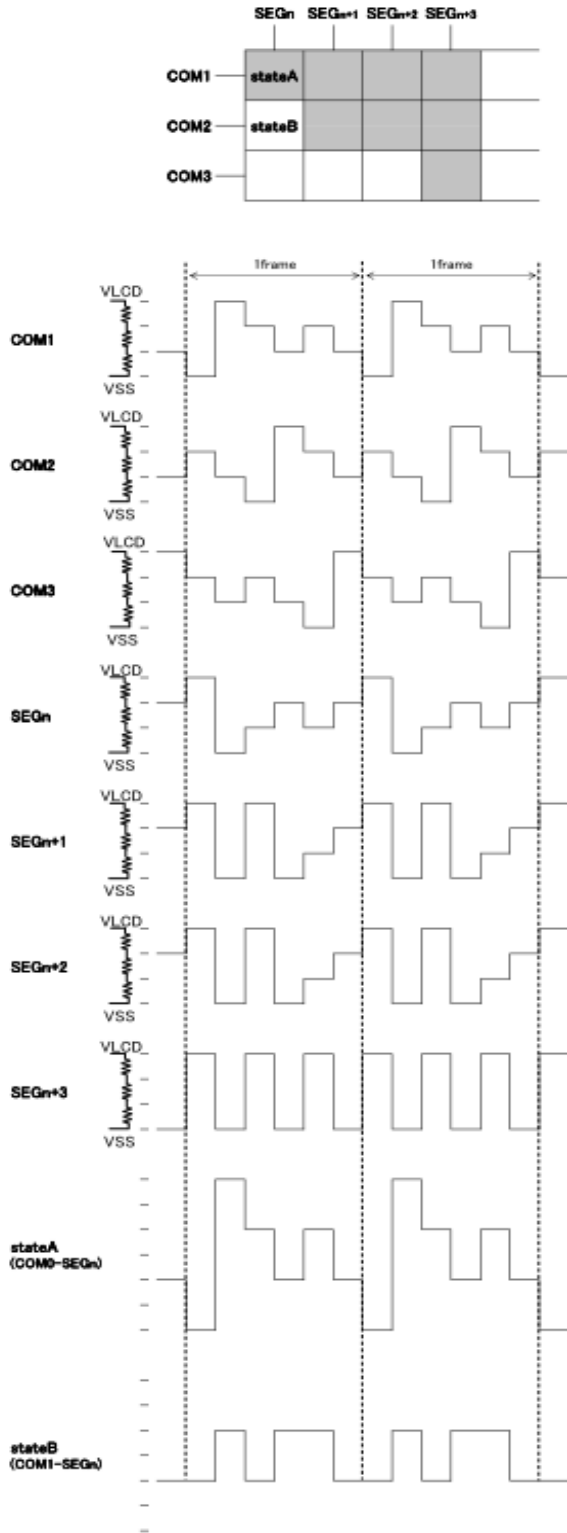 SEGn SEGn+1 SEGn+2 SEGn+3
COM1 stateA
COM2 stateB
COM3
1frame 1frame
VLCD
COM1
VSS
VLCD
COM2
VSS
VLCD
COM3
VSS
VLCD
SEGn
VSS
VLCD
SEGn+1
VSS
VLCD
SEGn+2
VSS
VLCD
SEGn+3
VSS
stateA
(COM0-SEGn)
stateB
(COM1-SEGn)